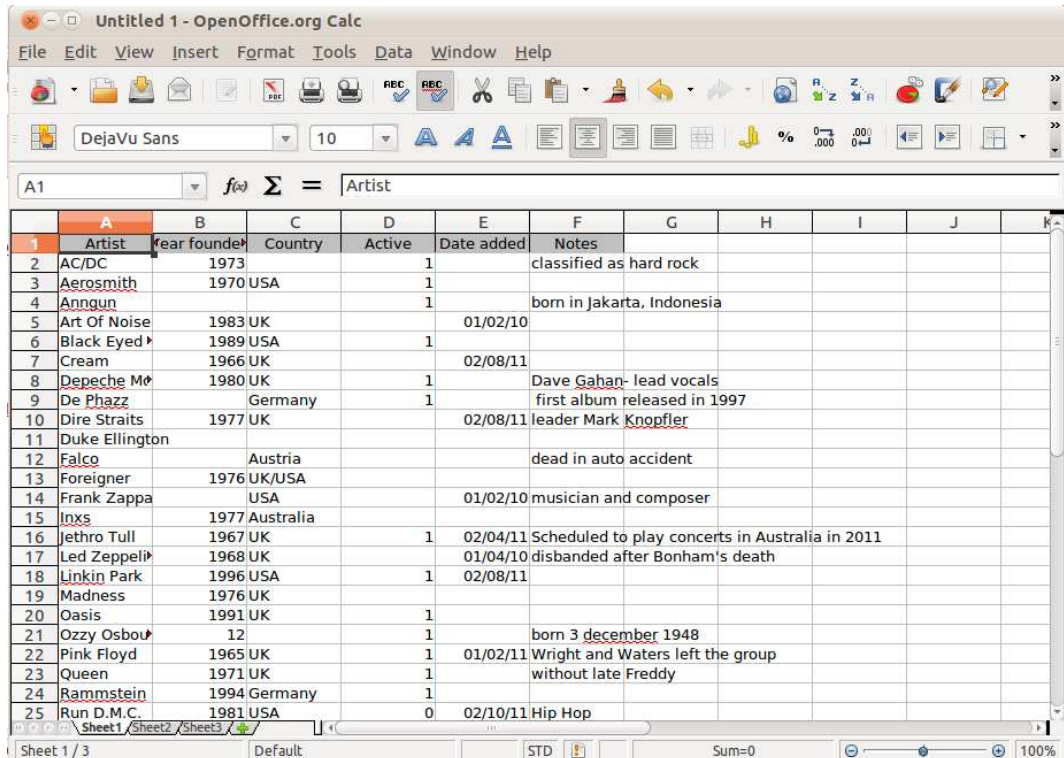 Untitled 1 - OpenOffice.org Calc
File Edit View Insert Format Tools Data Window Help
DejaVu Sans 10
A1 f(x) Σ = Artist
A B C D E F G H I J K
1 Artist Year founde Country Active Date added Notes
2 AC/DC 1973 1 classified as hard rock
3 Aerosmith 1970 USA 1
4 Anngun 1 born in Jakarta, Indonesia
5 Art Of Noise 1983 UK 01/02/10
6 Black Eyed 1989 USA 1
7 Cream 1966 UK 02/08/11
8 Depeche Mo 1980 UK 1 Dave Gahan- lead vocals
9 De Phazz Germany 1 first album released in 1997
10 Dire Straits 1977 UK 02/08/11 leader Mark Knopfler
11 Duke Ellington
12 Falco Austria dead in auto accident
13 Foreigner 1976 UK/USA
14 Frank Zappa USA 01/02/10 musician and composer
15 Inxs 1977 Australia
16 Jethro Tull 1967 UK 1 02/04/11 Scheduled to play concerts in Australia in 2011
17 Led Zeppeli 1968 UK 01/04/10 disbanded after Bonham's death
18 Linkin Park 1996 USA 1 02/08/11
19 Madness 1976 UK
20 Oasis 1991 UK 1
21 Ozzy Osbou 12 1 born 3 december 1948
22 Pink Floyd 1965 UK 1 01/02/11 Wright and Waters left the group
23 Queen 1971 UK 1 without late Freddy
24 Rammstein 1994 Germany 1
25 Run D.M.C. 1981 USA 0 02/10/11 Hip Hop
Sheet1 Sheet2 Sheet3
Sheet 1 / 3 Default STD Sum=0 100%